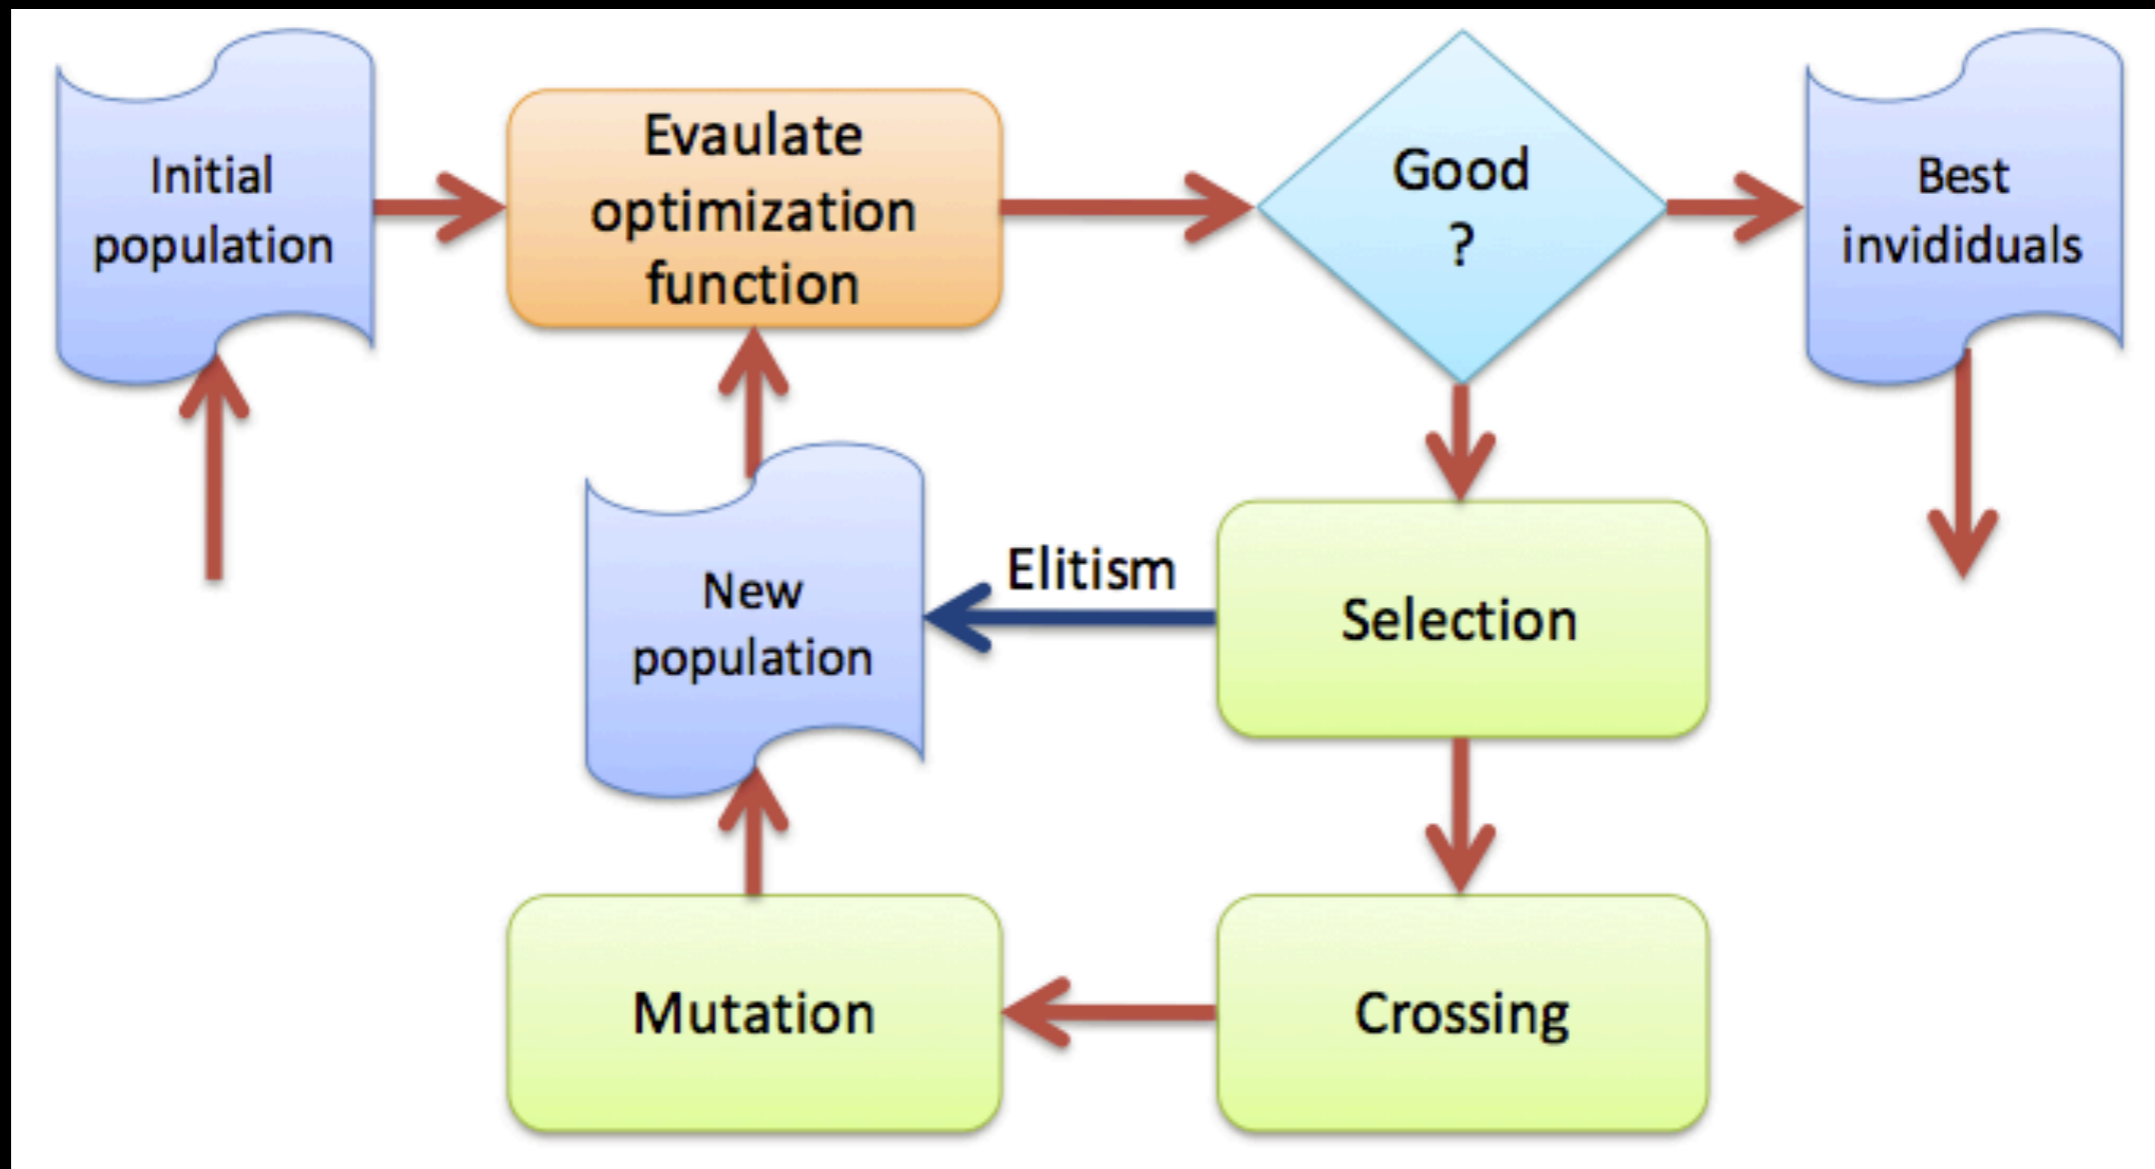 Initial
population
Evaulate
optimization
function
Good
?
Best
invididuals
New
population
Elitism
Selection
Mutation
Crossing